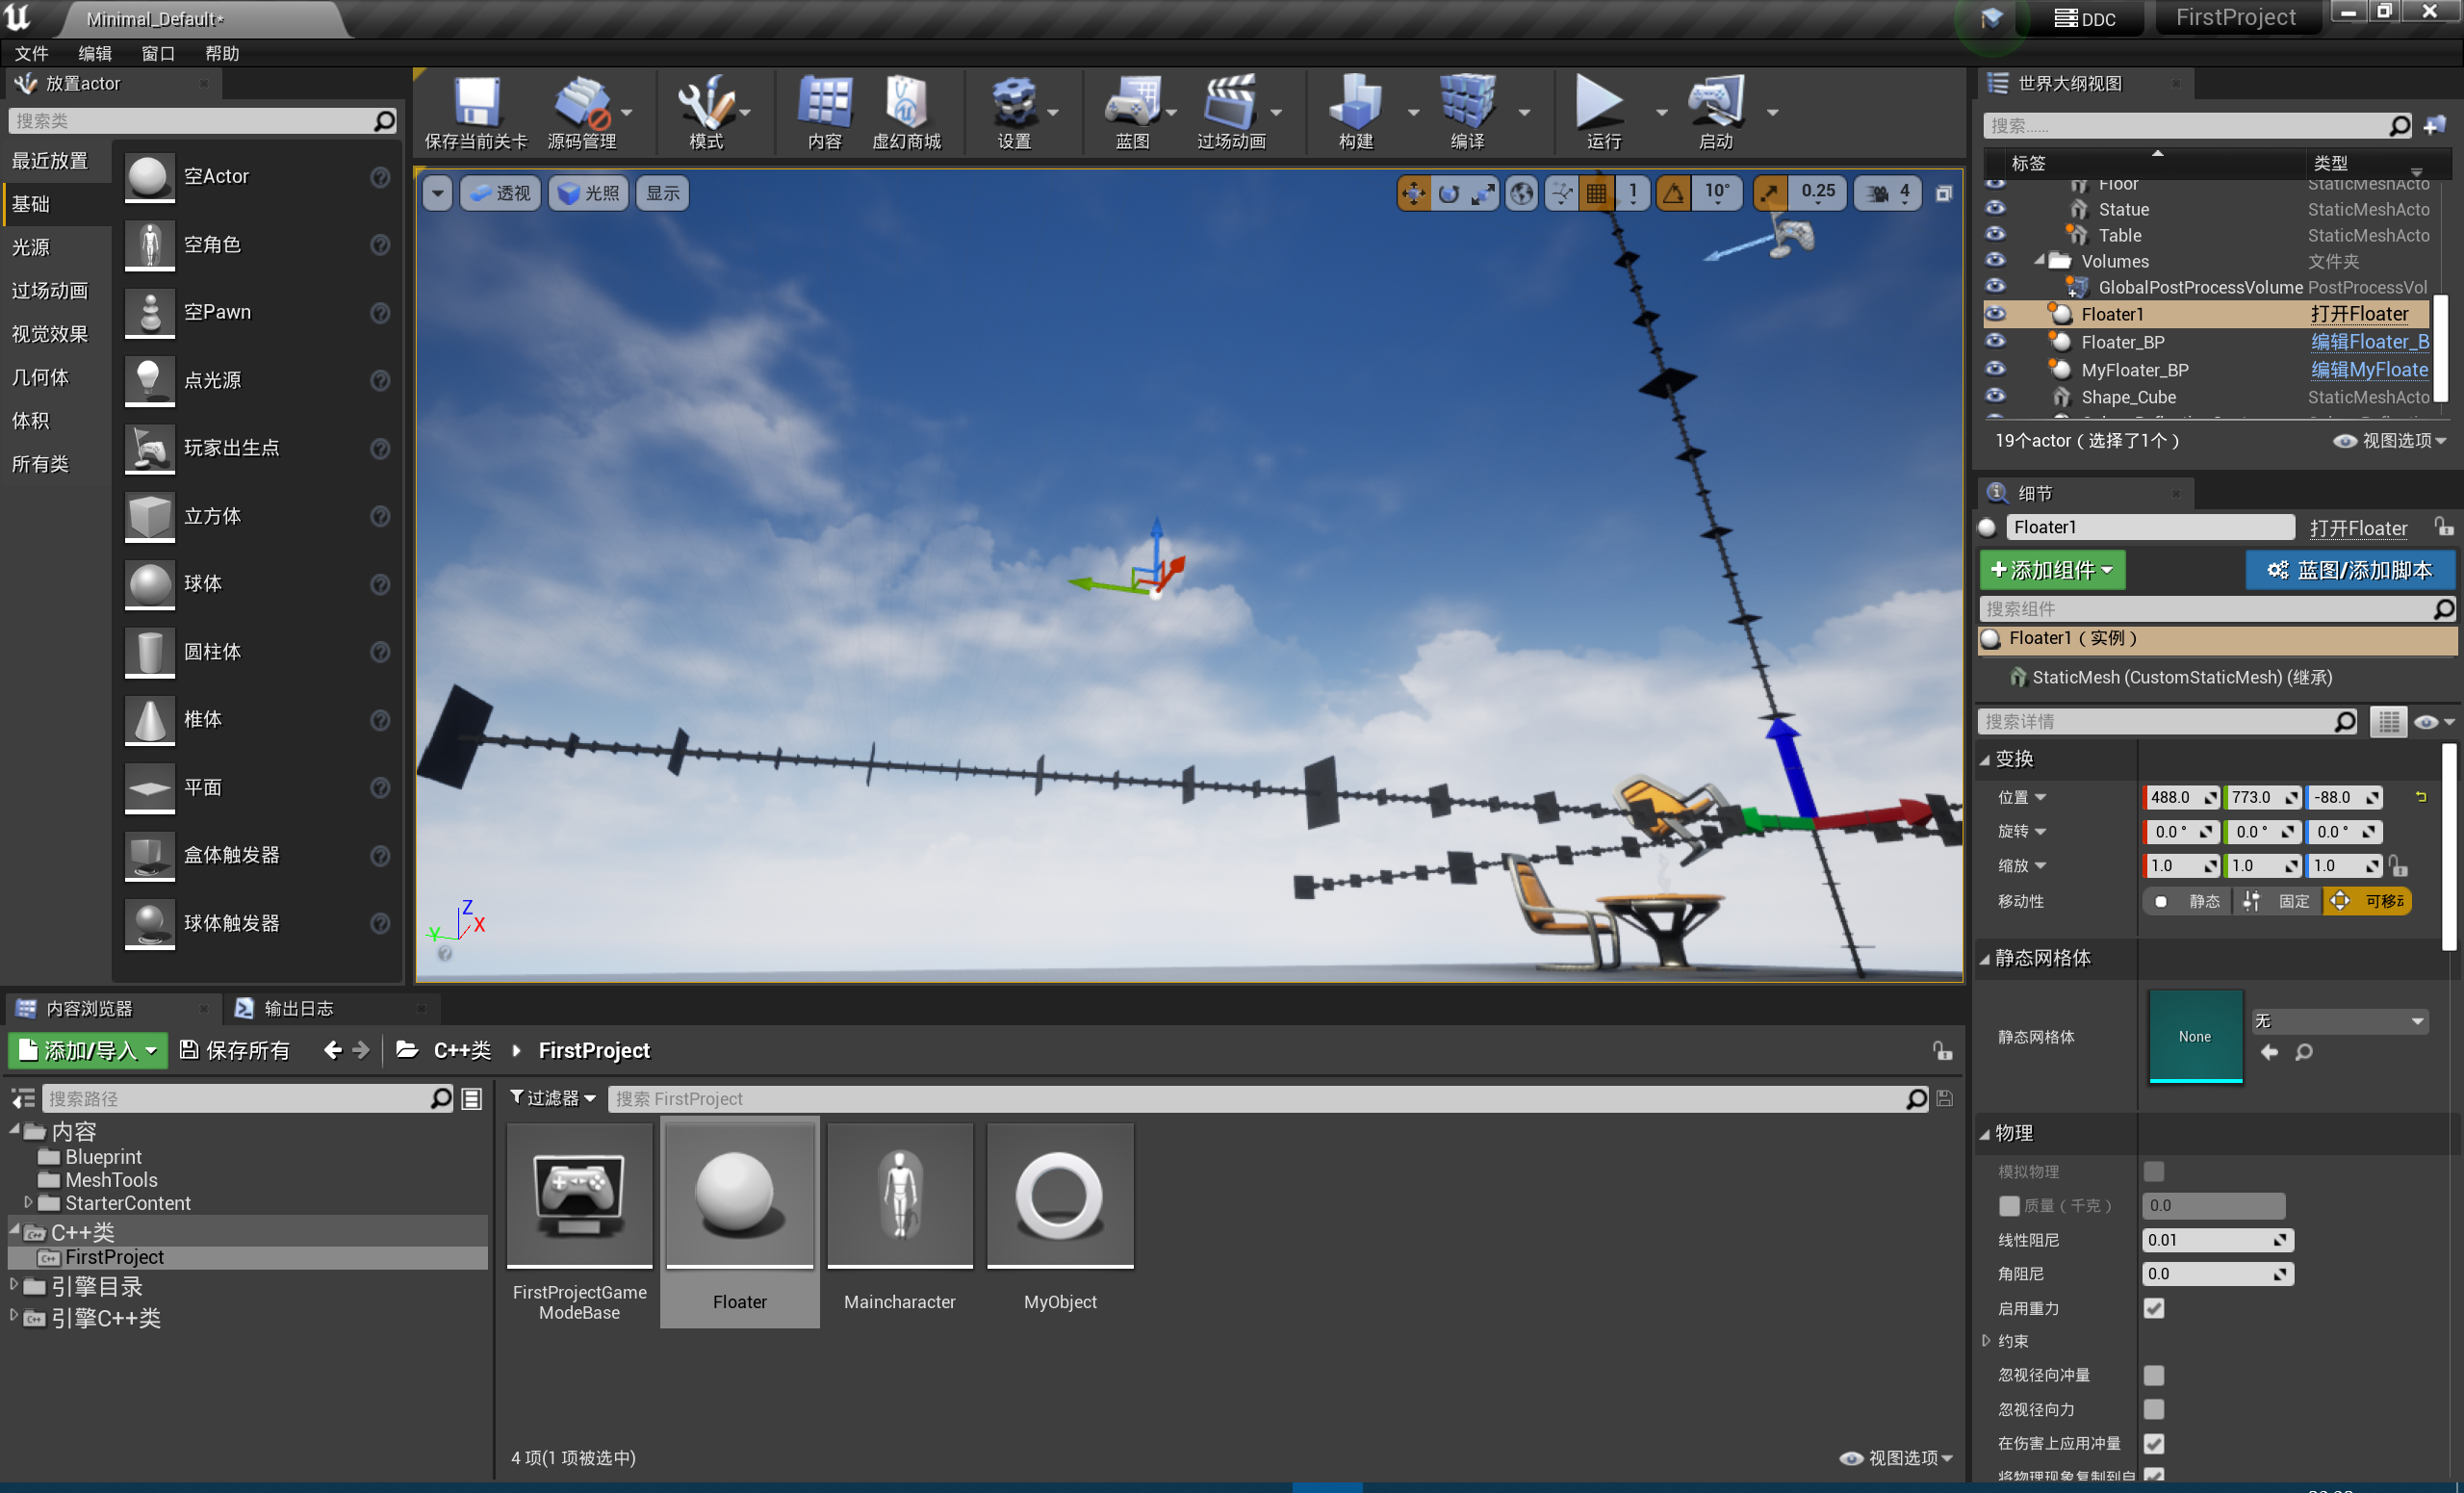 Minimal_Default*
DDC
FirstProject
文件 编辑 窗口 帮助
放置actor
搜索类
最近放置
基础
光源
过场动画
视觉效果
几何体
体积
所有类
空Actor
空角色
空Pawn
点光源
玩家出生点
立方体
球体
圆柱体
椎体
平面
盒体触发器
球体触发器
保存当前关卡 源码管理 模式 内容 虚幻商城 设置 蓝图 过场动画 构建 编译 运行 启动
透视 光照 显示
1 10° 0.25 4
Z
X
Y
世界大纲视图
搜索......
标签 类型
Floor StaticMeshActo
Statue StaticMeshActo
Table StaticMeshActo
Volumes 文件夹
GlobalPostProcessVolume PostProcessVol
Floater1 打开Floater
Floater_BP 编辑Floater_B
MyFloater_BP 编辑MyFloate
Shape_Cube StaticMeshActo
19个actor（选择了1个） 视图选项
细节
Floater1 打开Floater
+添加组件 蓝图/添加脚本
搜索组件
Floater1（实例）
StaticMesh (CustomStaticMesh) (继承)
搜索详情
变换
位置 488.0 773.0 -88.0
旋转 0.0 ° 0.0 ° 0.0 °
缩放 1.0 1.0 1.0
移动性 静态 固定 可移动
静态网格体
静态网格体 None 无
物理
模拟物理
质量（千克） 0.0
线性阻尼 0.01
角阻尼 0.0
启用重力
约束
忽视径向冲量
忽视径向力
在伤害上应用冲量
将物理现象复制到自
内容浏览器 输出日志
添加/导入 保存所有 C++类 FirstProject
搜索路径
内容
Blueprint
MeshTools
StarterContent
C++类
FirstProject
引擎目录
引擎C++类
过滤器 搜索 FirstProject
FirstProjectGame
ModeBase
Floater
Maincharacter
MyObject
4 项(1 项被选中) 视图选项